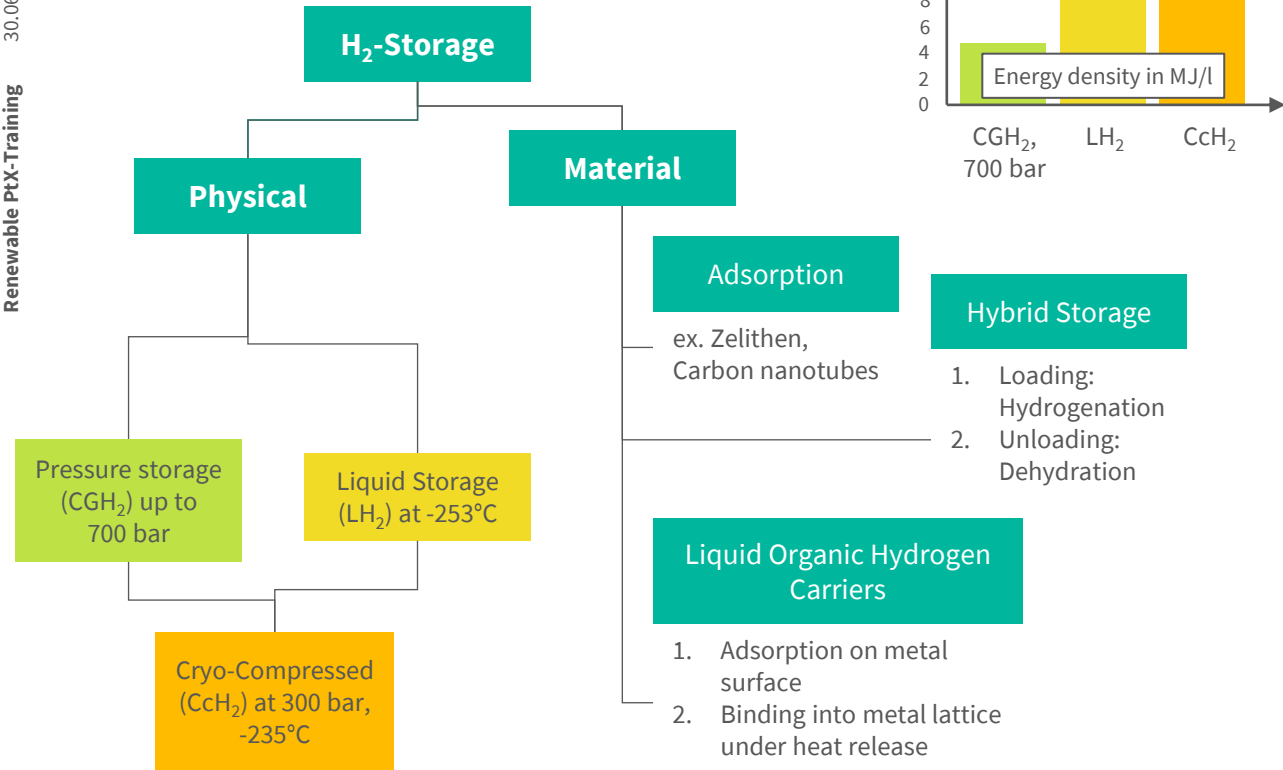 Renewable PtX-Training 30.06
H₂-Storage
Physical
Material
8
6
4
2
0
Energy density in MJ/l
CGH₂,
700 bar
LH₂
CcH₂
Adsorption
ex. Zelithen,
Carbon nanotubes
Hybrid Storage
1. Loading:
Hydrogenation
2. Unloading:
Dehydration
Pressure storage
(CGH₂) up to
700 bar
Liquid Storage
(LH₂) at -253°C
Cryo-Compressed
(CcH₂) at 300 bar,
-235°C
Liquid Organic Hydrogen
Carriers
1. Adsorption on metal
surface
2. Binding into metal lattice
under heat release